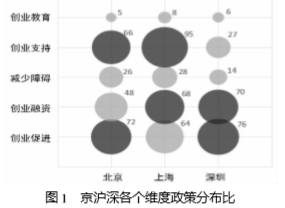 创业教育 5 8 6
创业支持 66 95 27
减少障碍 26 28 14
创业融资 48 68 70
创业促进 72 64 76
北京 上海 深圳
图1 京沪深各个维度政策分布比